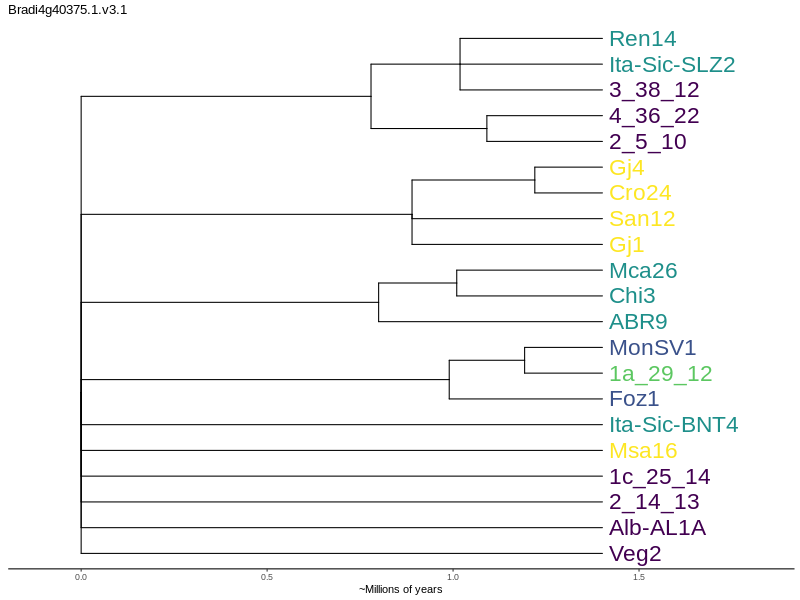 Bradi4g40375.1.v3.1
Ren14
Ita-Sic-SLZ2
3_38_12
4_36_22
2_5_10
Gj4
Cro24
San12
Gj1
Mca26
Chi3
ABR9
MonSV1
1a_29_12
Foz1
Ita-Sic-BNT4
Msa16
1c_25_14
2_14_13
Alb-AL1A
Veg2
0.0 0.5 1.0 1.5
~Millions of years